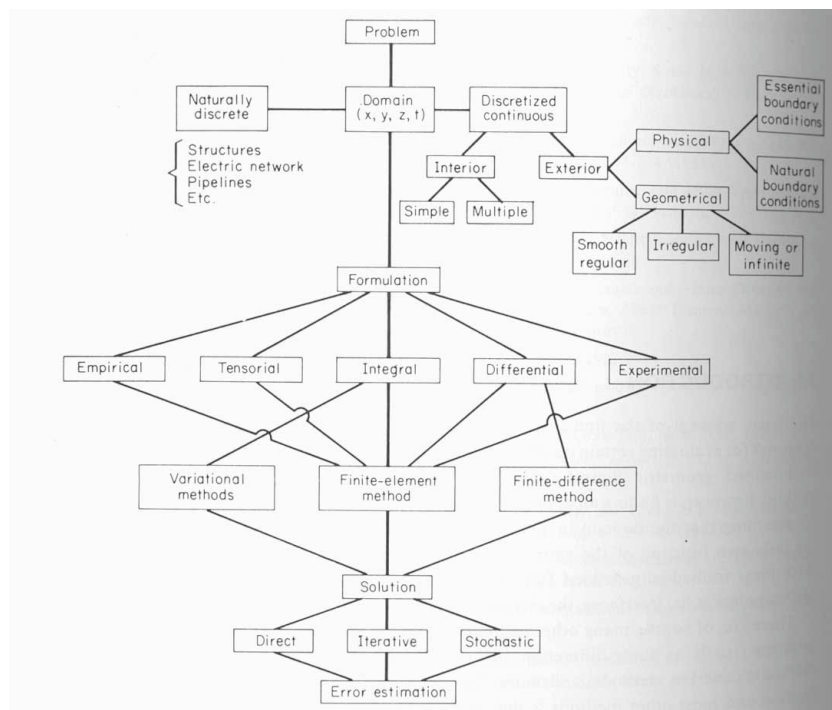 Problem
Naturally
discrete
.Domain
(x, y, z, t)
Discretized
continuous
Essential
boundary
conditions
Structures
Electric network
Pipelines
Etc.
Interior
Exterior
Physical
Natural
boundary
conditions
Simple
Multiple
Geometrical
Smooth
regular
Irregular
Moving or
infinite
Formulation
Empirical
Tensorial
Integral
Differential
Experimental
Variational
methods
Finite-element
method
Finite-difference
method
Solution
Direct
Iterative
Stochastic
Error estimation